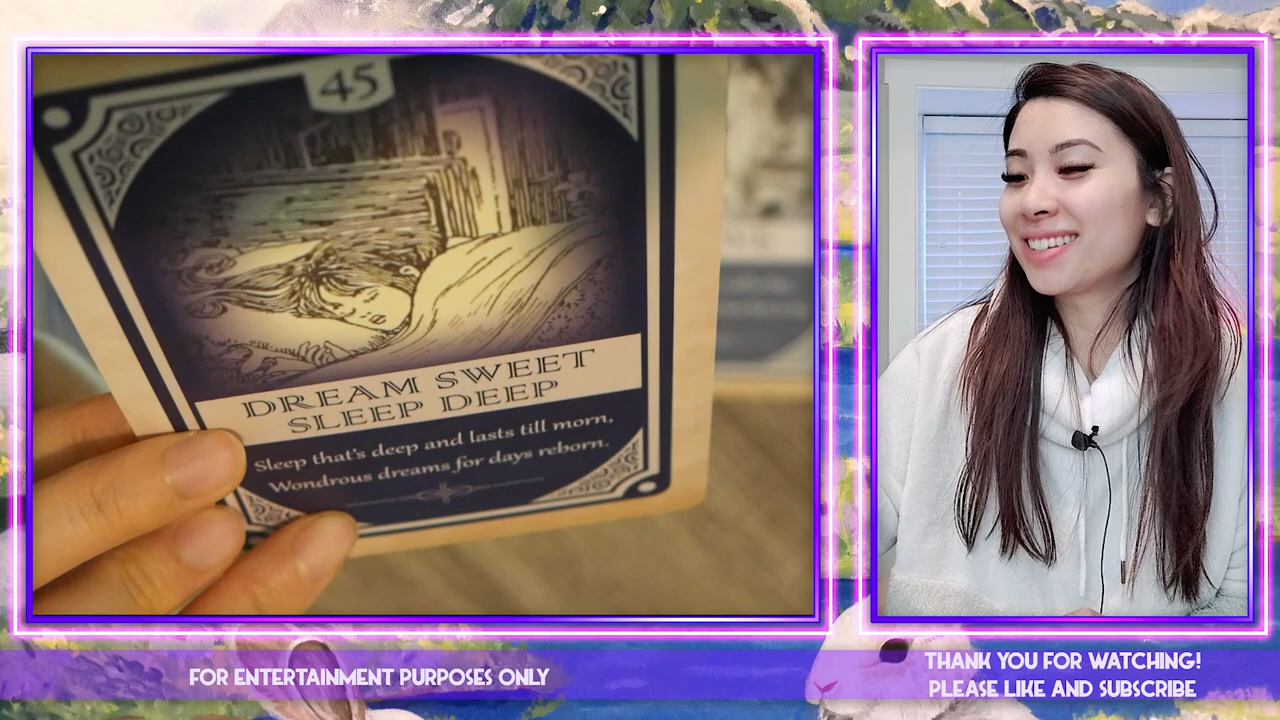 45
DREAM SWEET
SLEEP DEEP
Sleep that's deep and lasts till morn,
Wondrous dreams for days reborn.
FOR ENTERTAINMENT PURPOSES ONLY
THANK YOU FOR WATCHING!
PLEASE LIKE AND SUBSCRIBE